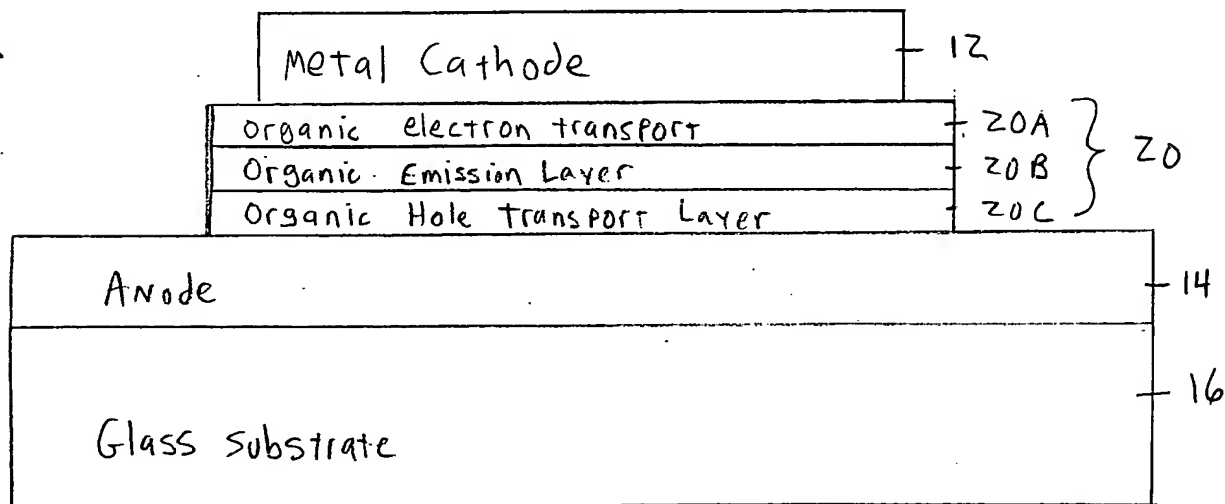 Metal Cathode 12
Organic electron transport 20A
Organic Emission Layer 20B 20
Organic Hole Transport Layer 20C
Anode 14
Glass Substrate 16